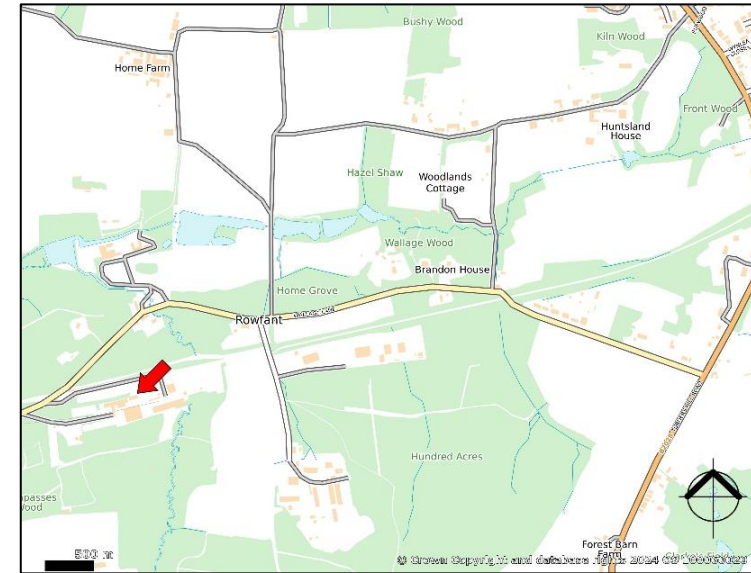 Bushy Wood
Kiln Wood
Home Farm
Front Wood
Huntsland
House
Hazel Shaw
Woodlands
Cottage
Wallage Wood
Brandon House
Home Grove
Rowfant
Hundred Acres
Wood
Forest Barn
Farm
500 m
© Crown Copyright and database rights 2024 OS